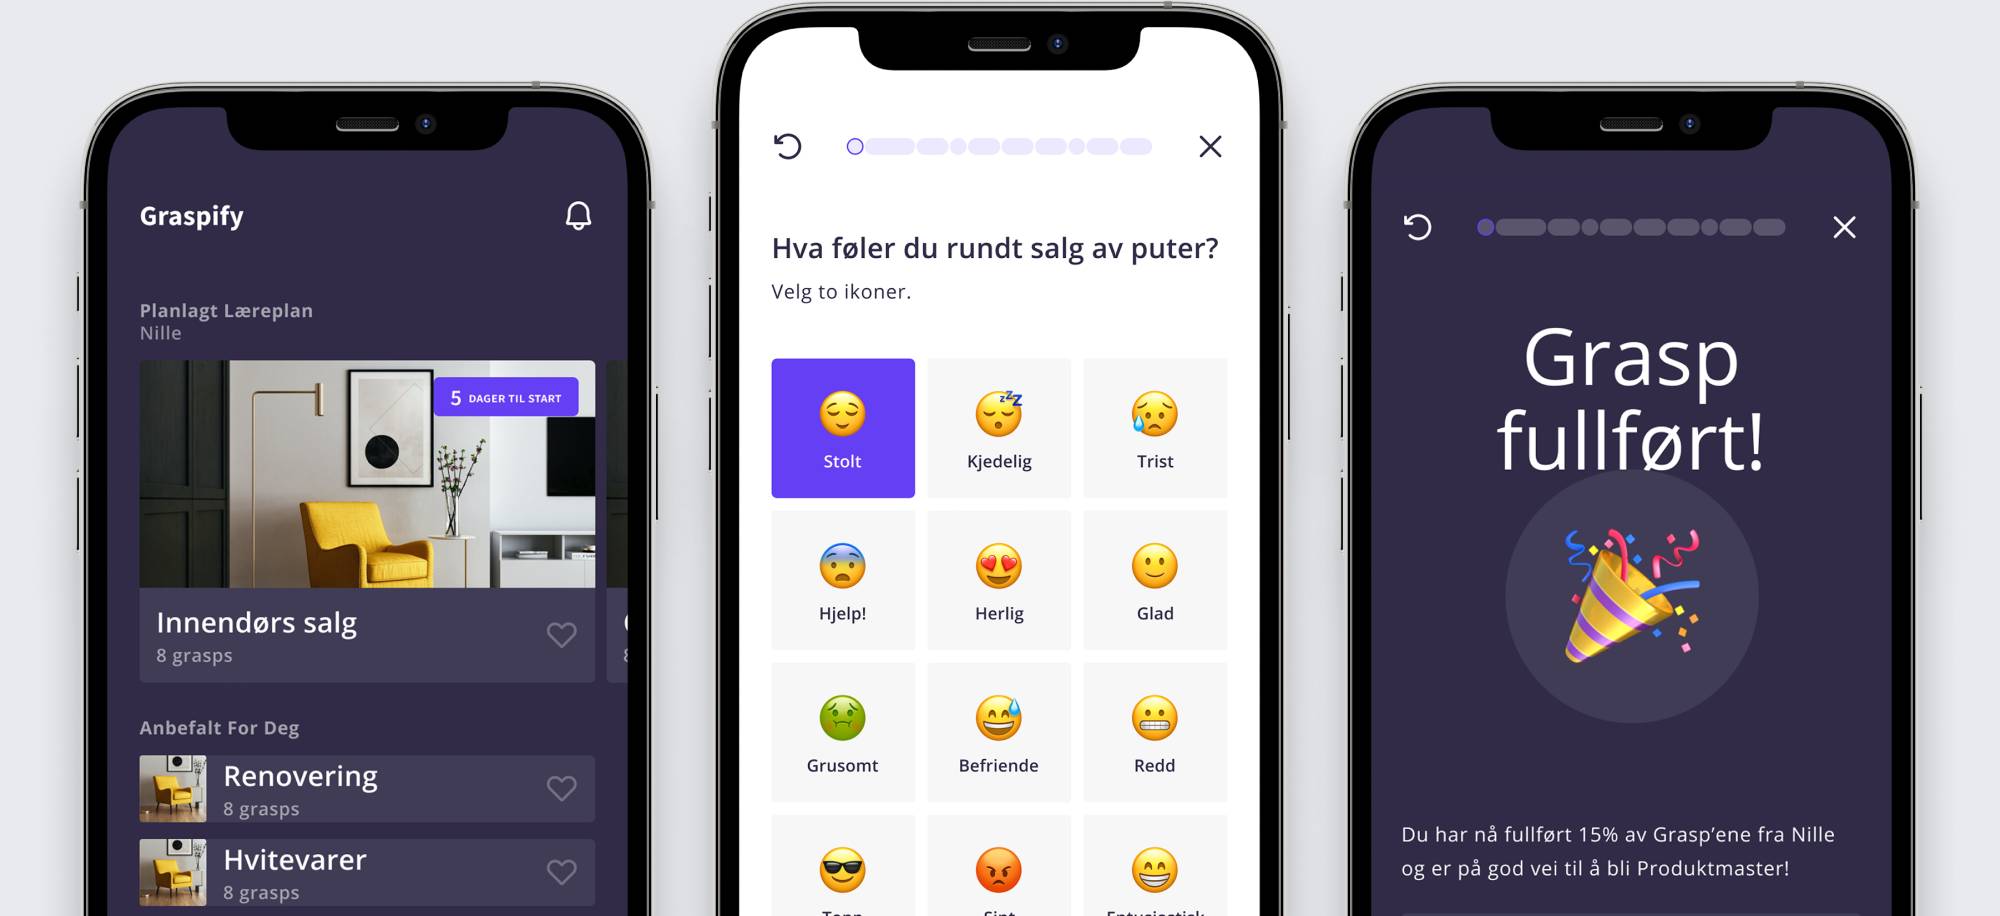 Graspify
Planlagt Læreplan
Nille
5 DAGER TIL START
Innendørs salg
8 grasps
Anbefalt For Deg
Renovering
8 grasps
Hvitevarer
8 grasps
Hva føler du rundt salg av puter?
Velg to ikoner.
Stolt
Kjedelig
Trist
Hjelp!
Herlig
Glad
Grusomt
Befriende
Redd
Sint
Entusiastisk
Grasp
fullført!
Du har nå fullført 15% av Grasp’ene fra Nille
og er på god vei til å bli Produktmaster!